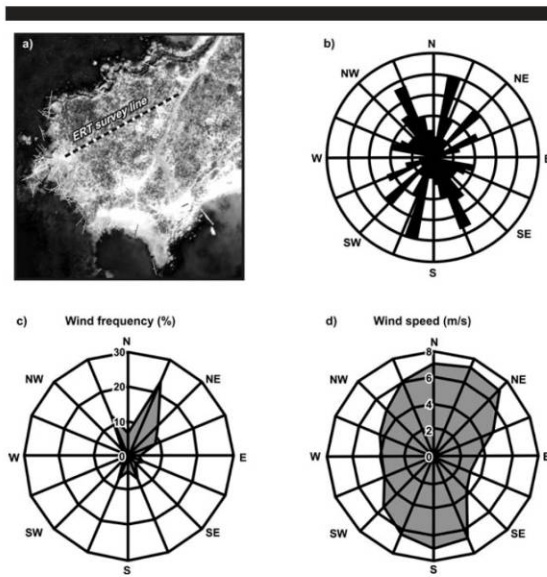 a)
ERT survey line
b)
N
NW
NE
W
E
SW
SE
S
c)
Wind frequency (%)
N
30
NW
NE
20
10
W
0
E
SW
SE
S
d)
Wind speed (m/s)
N
8
NW
NE
6
4
2
W
0
E
SW
SE
S